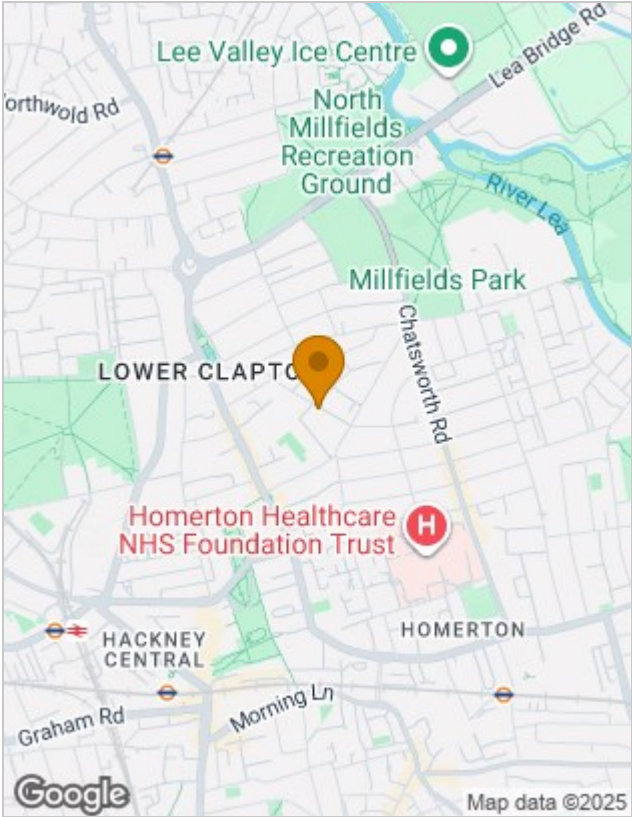 Lee Valley Ice Centre
Lea Bridge Rd
orthwold Rd
North
Millfields
Recreation
Ground
River Lea
Millfields Park
Chatsworth Rd
LOWER CLAPTO
Homerton Healthcare
NHS Foundation Trust
H
HACKNEY
CENTRAL
HOMERTON
Morning Ln
Graham Rd
Google
Map data ©2025